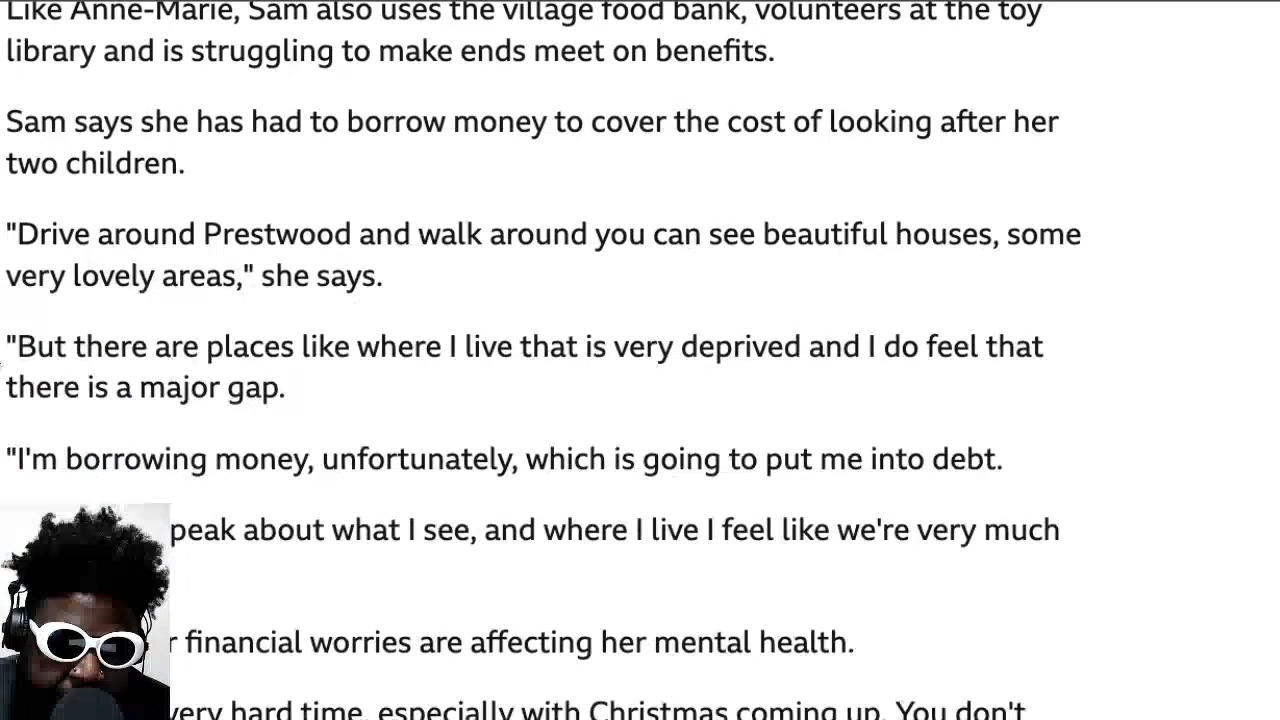 Like Anne-Marie, Sam also uses the village food bank, volunteers at the toy
library and is struggling to make ends meet on benefits.
Sam says she has had to borrow money to cover the cost of looking after her
two children.
"Drive around Prestwood and walk around you can see beautiful houses, some
very lovely areas," she says.
"But there are places like where I live that is very deprived and I do feel that
there is a major gap.
"I'm borrowing money, unfortunately, which is going to put me into debt.
peak about what I see, and where I live I feel like we're very much
r financial worries are affecting her mental health.
very hard time, especially with Christmas coming up. You don't